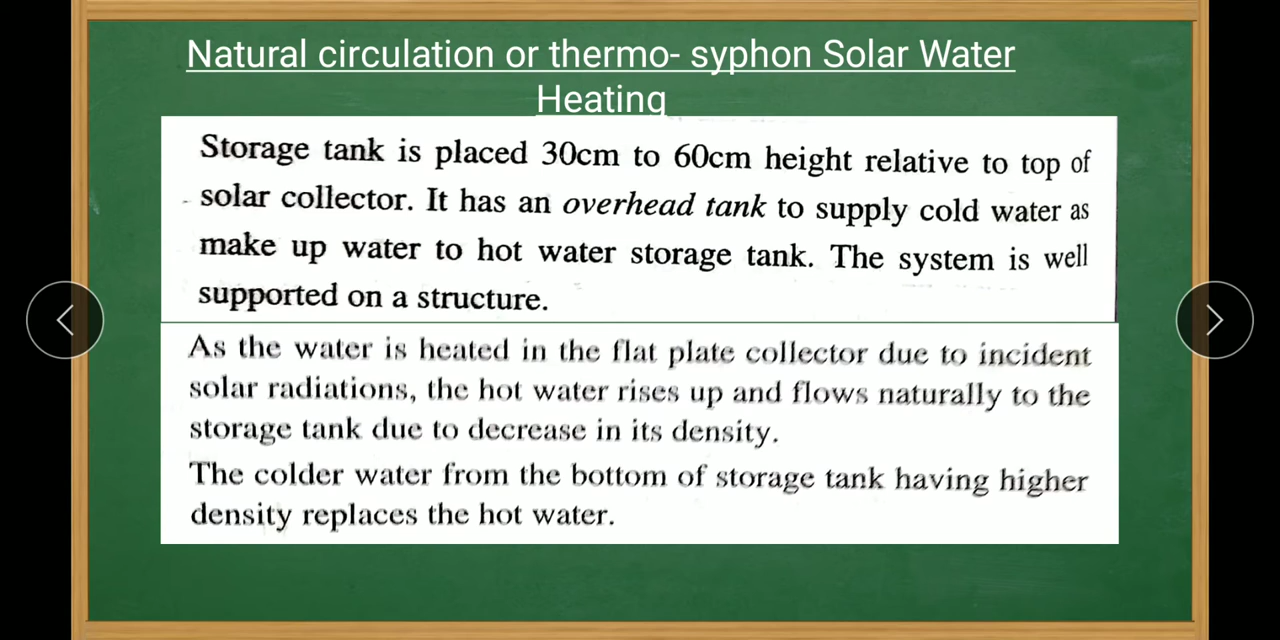 Natural circulation or thermo- syphon Solar Water
Heating
Storage tank is placed 30cm to 60cm height relative to top of
solar collector. It has an overhead tank to supply cold water as
make up water to hot water storage tank. The system is well
supported on a structure.
As the water is heated in the flat plate collector due to incident
solar radiations, the hot water rises up and flows naturally to the
storage tank due to decrease in its density.
The colder water from the bottom of storage tank having higher
density replaces the hot water.